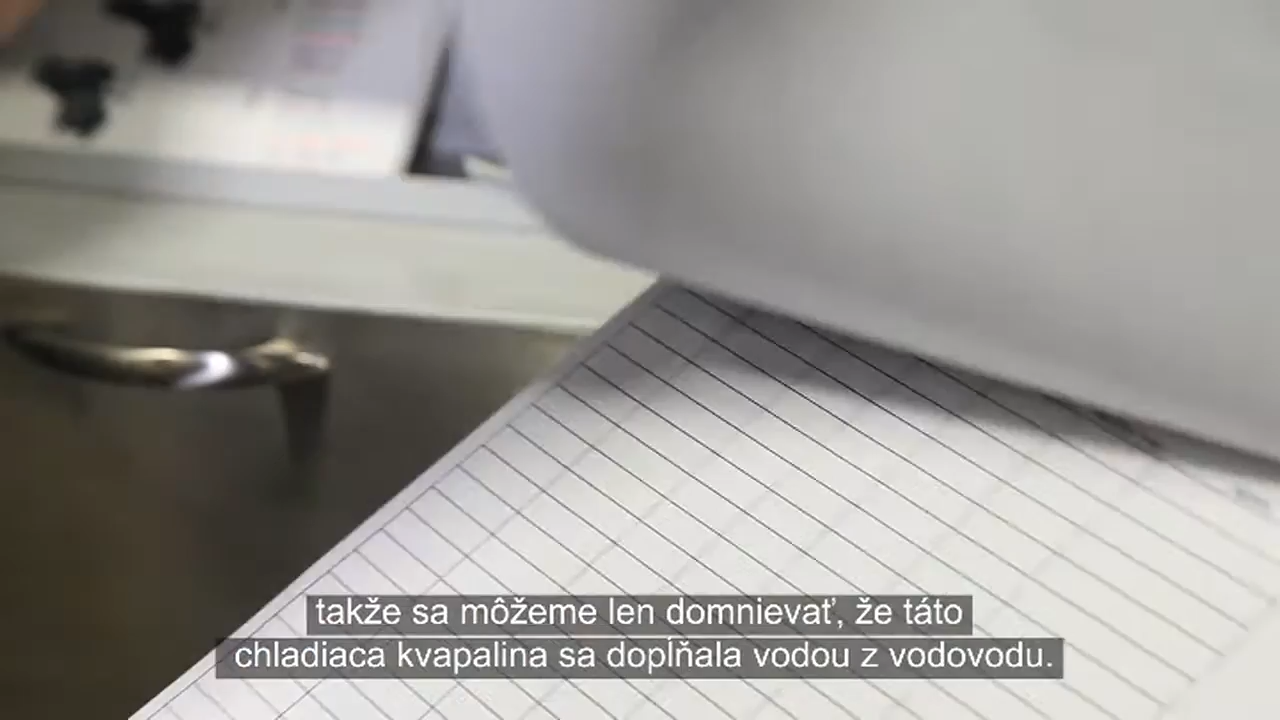 takže sa môžeme len domnievať, že táto
chladiaca kvapalina sa dopĺňala vodou z vodovodu.